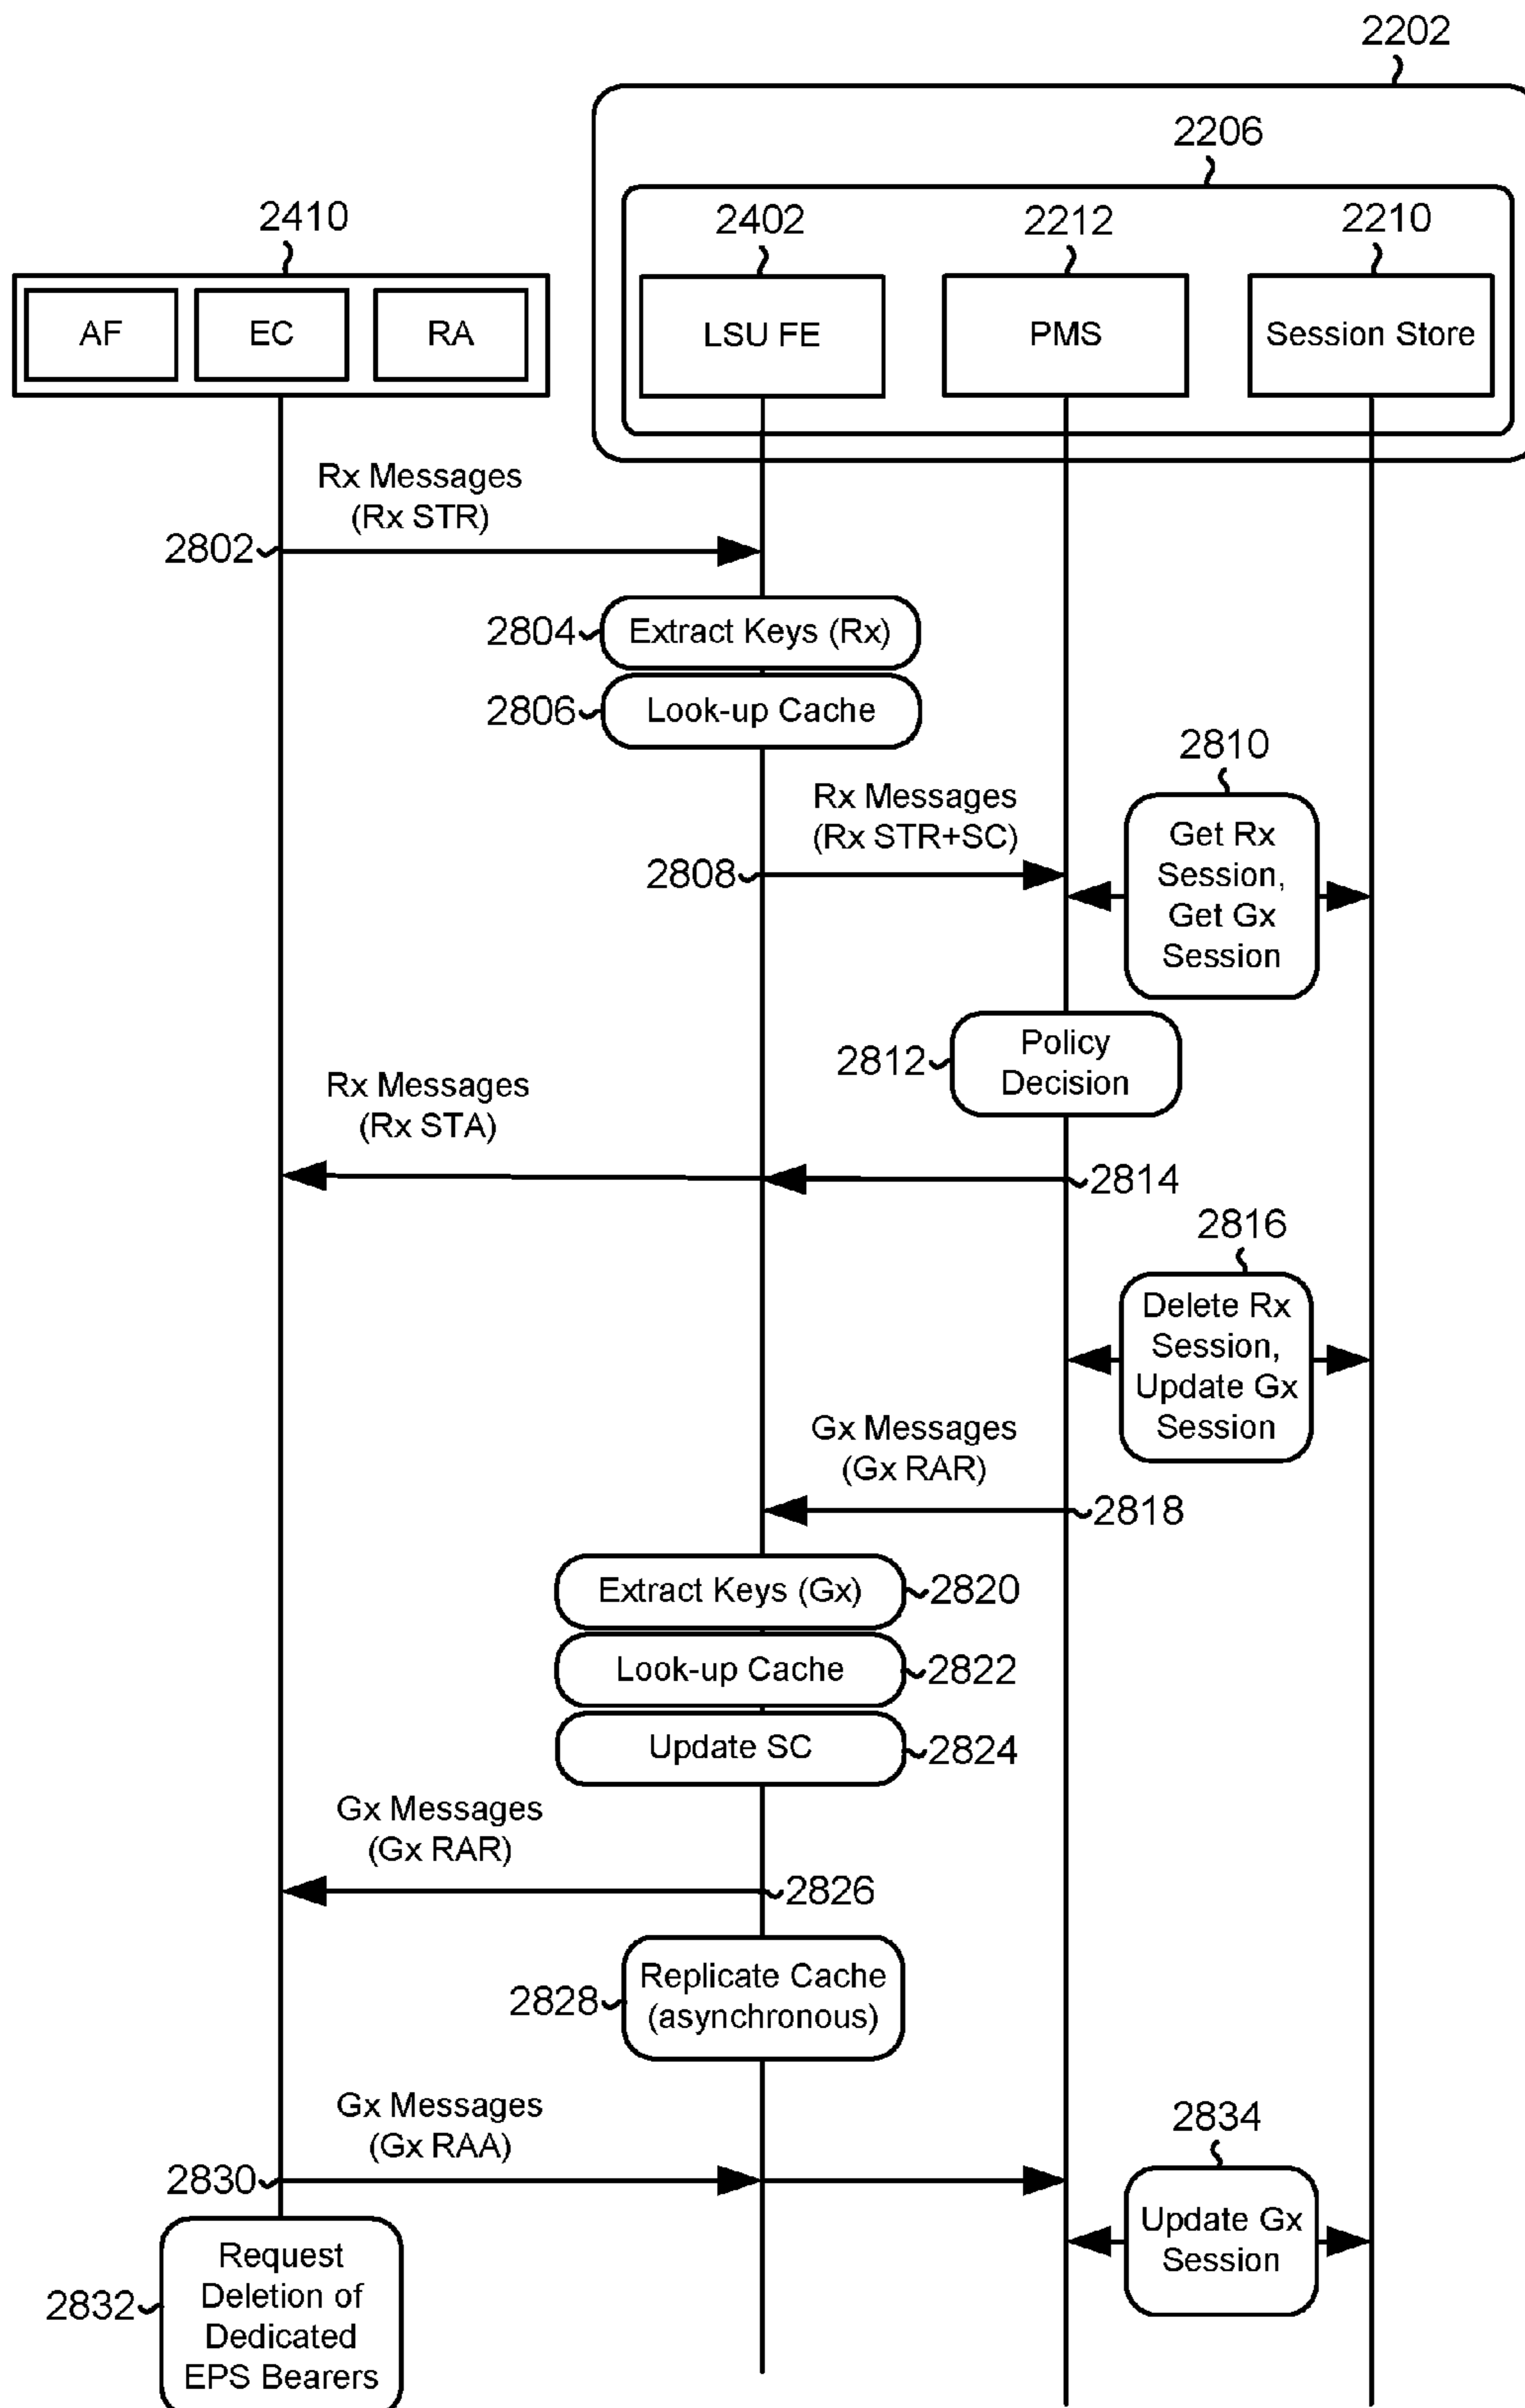 2202
2206
2410
2402
2212
2210
AF
EC
RA
LSU FE
PMS
Session Store
Rx Messages
(Rx STR)
2802
2804
Extract Keys (Rx)
2806
Look-up Cache
2810
Rx Messages
(Rx STR+SC)
2808
Get Rx
Session,
Get Gx
Session
2812
Policy
Decision
Rx Messages
(Rx STA)
2814
2816
Delete Rx
Session,
Update Gx
Session
Gx Messages
(Gx RAR)
2818
Extract Keys (Gx)
2820
Look-up Cache
2822
Update SC
2824
Gx Messages
(Gx RAR)
2826
2828
Replicate Cache
(asynchronous)
Gx Messages
(Gx RAA)
2830
2834
Update Gx
Session
2832
Request
Deletion of
Dedicated
EPS Bearers